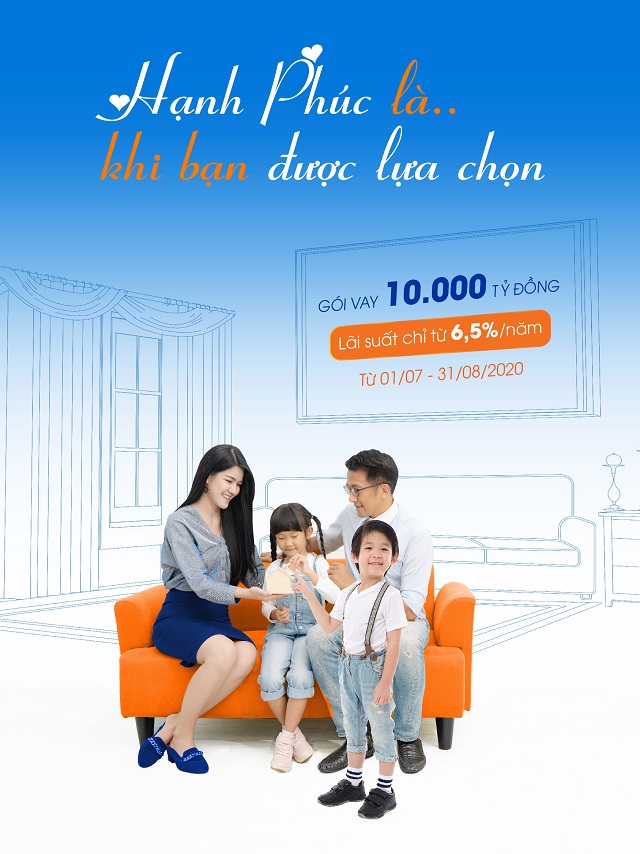 Hạnh Phúc là..
khi bạn được lựa chọn
GÓI VAY 10.000 TỶ ĐỒNG
Lãi suất chỉ từ 6,5%/năm
Từ 01/07 - 31/08/2020